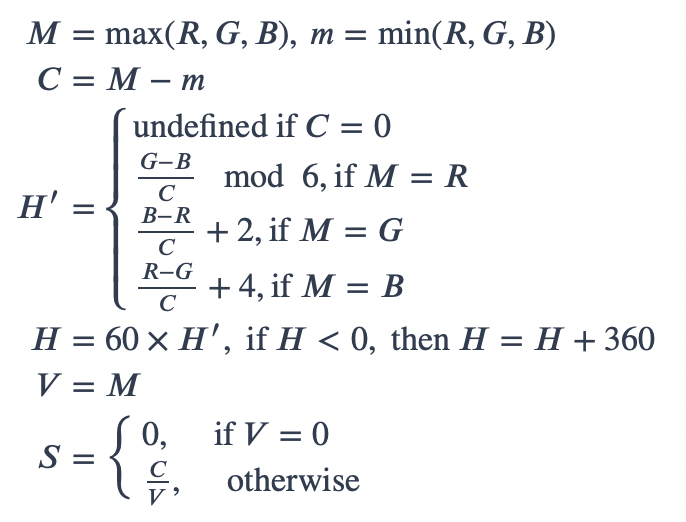 M = max(R, G, B), m = min(R, G, B)
C = M − m
H′ = { undefined if C = 0
G−B/C mod 6, if M = R
B−R/C + 2, if M = G
R−G/C + 4, if M = B
H = 60 × H′, if H < 0, then H = H + 360
V = M
S = { 0, if V = 0
C/V, otherwise